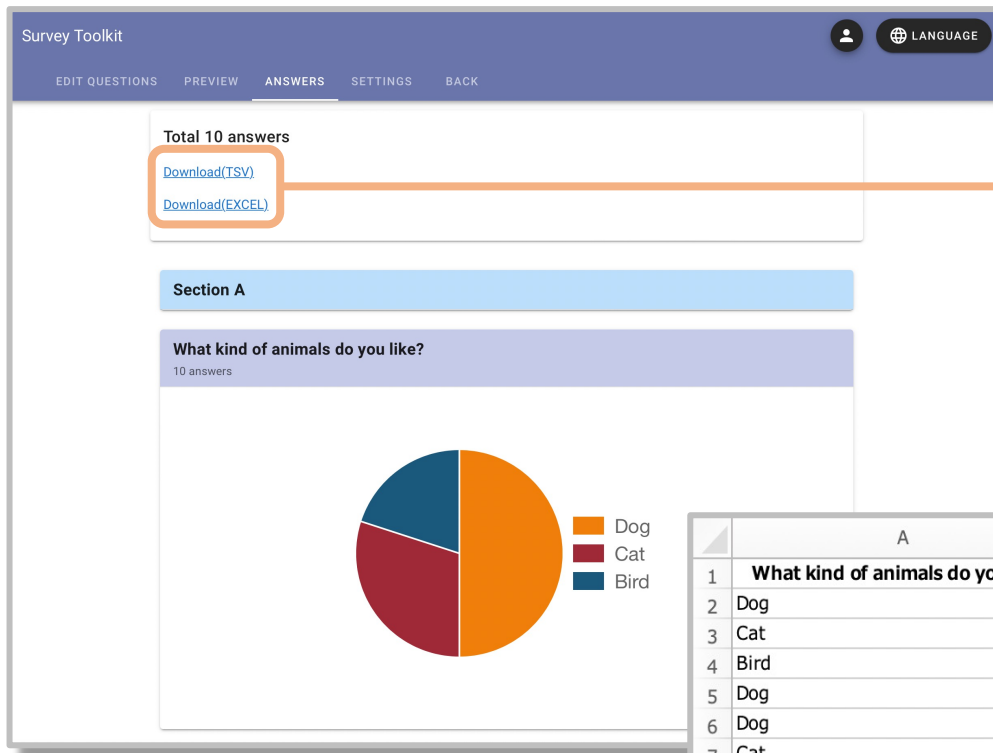 Survey Toolkit
LANGUAGE
EDIT QUESTIONS PREVIEW ANSWERS SETTINGS BACK
Total 10 answers
Download(TSV)
Download(EXCEL)
Section A
What kind of animals do you like?
10 answers
Dog
Cat
Bird
A
1 What kind of animals do yo
2 Dog
3 Cat
4 Bird
5 Dog
6 Dog
7 Cat